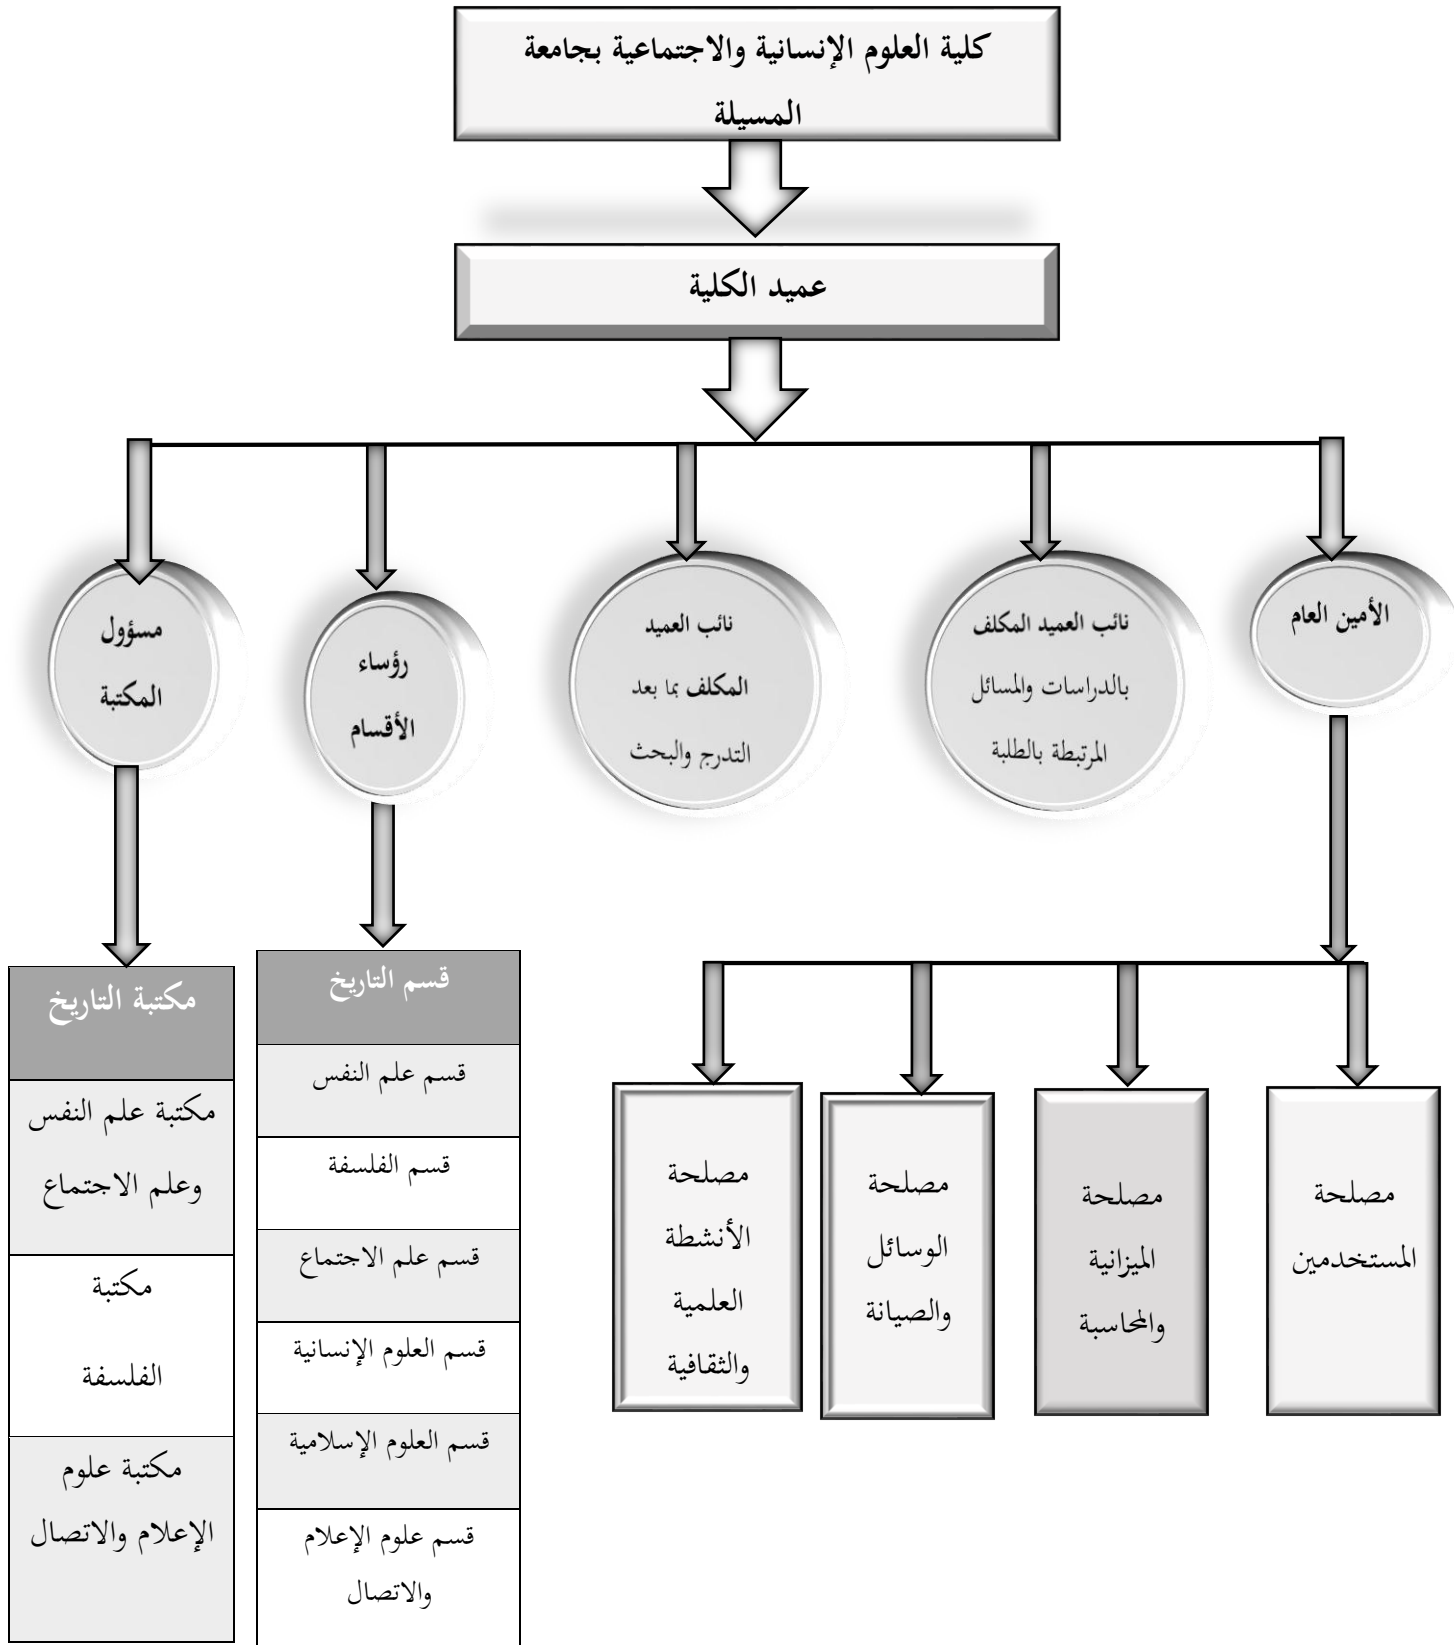 كلية العلوم الإنسانية والاجتماعية بجامعة
المسيلة
عميد الكلية
الأمين العام
نائب العميد المكلف
بالدراسات والمسائل
المرتبطة بالطلبة
نائب العميد
المكلف بما بعد
التدرج والبحث
رؤساء
الأقسام
مسؤول
المكتبة
مصلحة
المستخدمين
مصلحة
الميزانية
والمحاسبة
مصلحة
الوسائل
والصيانة
مصلحة
الأنشطة
العلمية
والثقافية
قسم التاريخ
قسم علم النفس
قسم الفلسفة
قسم علم الاجتماع
قسم العلوم الإنسانية
قسم العلوم الإسلامية
قسم علوم الإعلام
والاتصال
مكتبة التاريخ
مكتبة علم النفس
وعلم الاجتماع
مكتبة
الفلسفة
مكتبة علوم
الإعلام والاتصال